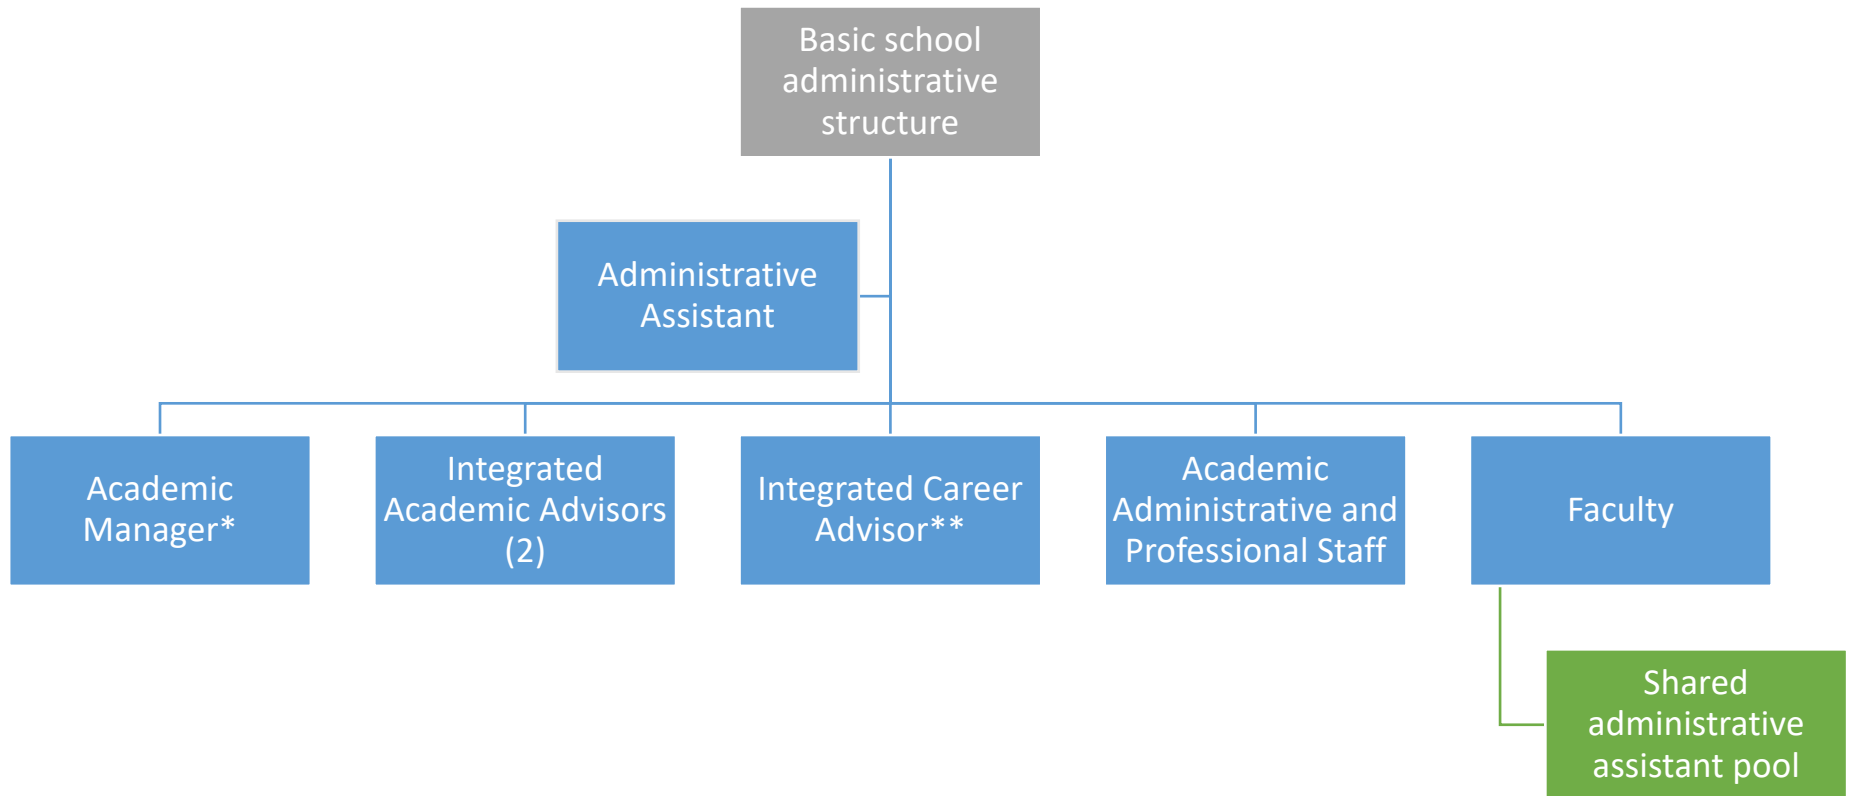 Basic school
administrative
structure
Administrative
Assistant
Academic
Manager*
Integrated
Academic Advisors
(2)
Integrated Career
Advisor**
Academic
Administrative and
Professional Staff
Faculty
Shared
administrative
assistant pool